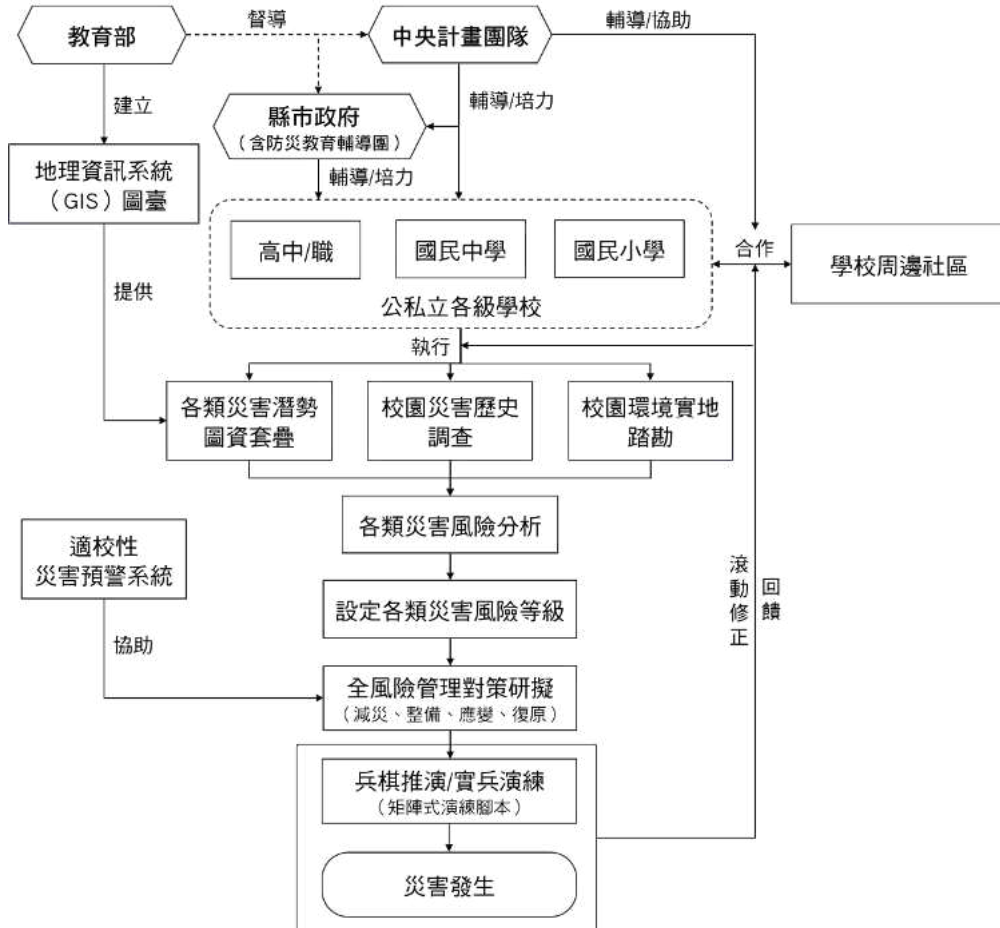 教育部
督導
中央計畫團隊
輔導/協助
建立
縣市政府
（含防災教育輔導團）
輔導/培力
輔導/培力
地理資訊系統
（GIS）圖臺
高中/職
國民中學
國民小學
合作
學校周邊社區
公私立各級學校
提供
執行
各類災害潛勢
圖資套疊
校園災害歷史
調查
校園環境實地
踏勘
各類災害風險分析
適校性
災害預警系統
設定各類災害風險等級
滾動修正
回饋
協助
全風險管理對策研擬
（減災、整備、應變、復原）
兵棋推演/實兵演練
（矩陣式演練腳本）
災害發生